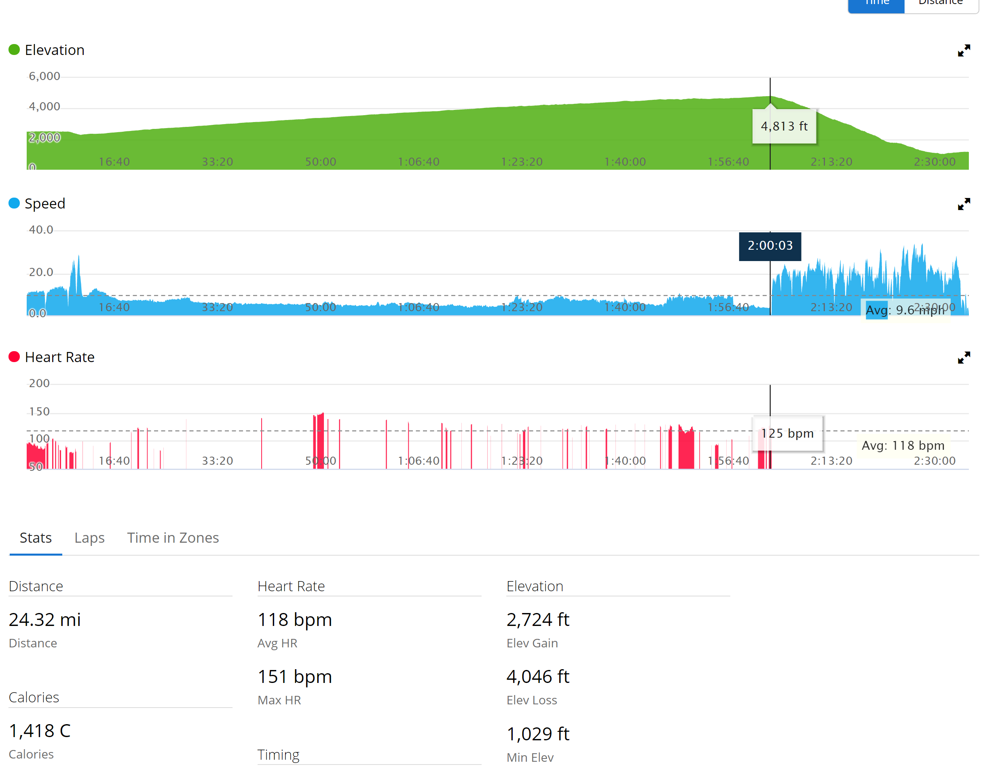 Time Distance
Elevation
6,000
4,000
4,813 ft
2,000
0
16:40 33:20 50:00 1:06:40 1:23:20 1:40:00 1:56:40 2:13:20 2:30:00
Speed
40.0
2:00:03
20.0
16:40 33:20 50:00 1:06:40 1:23:20 1:40:00 1:56:40 2:13:20 2:30:00
Avg: 9.6 mph
0.0
Heart Rate
200
150
125 bpm
100
Avg: 118 bpm
16:40 33:20 50:00 1:06:40 1:23:20 1:40:00 1:56:40 2:13:20 2:30:00
50
Stats Laps Time in Zones
Distance
24.32 mi
Distance
Calories
1,418 C
Calories
Heart Rate
118 bpm
Avg HR
151 bpm
Max HR
Timing
Elevation
2,724 ft
Elev Gain
4,046 ft
Elev Loss
1,029 ft
Min Elev